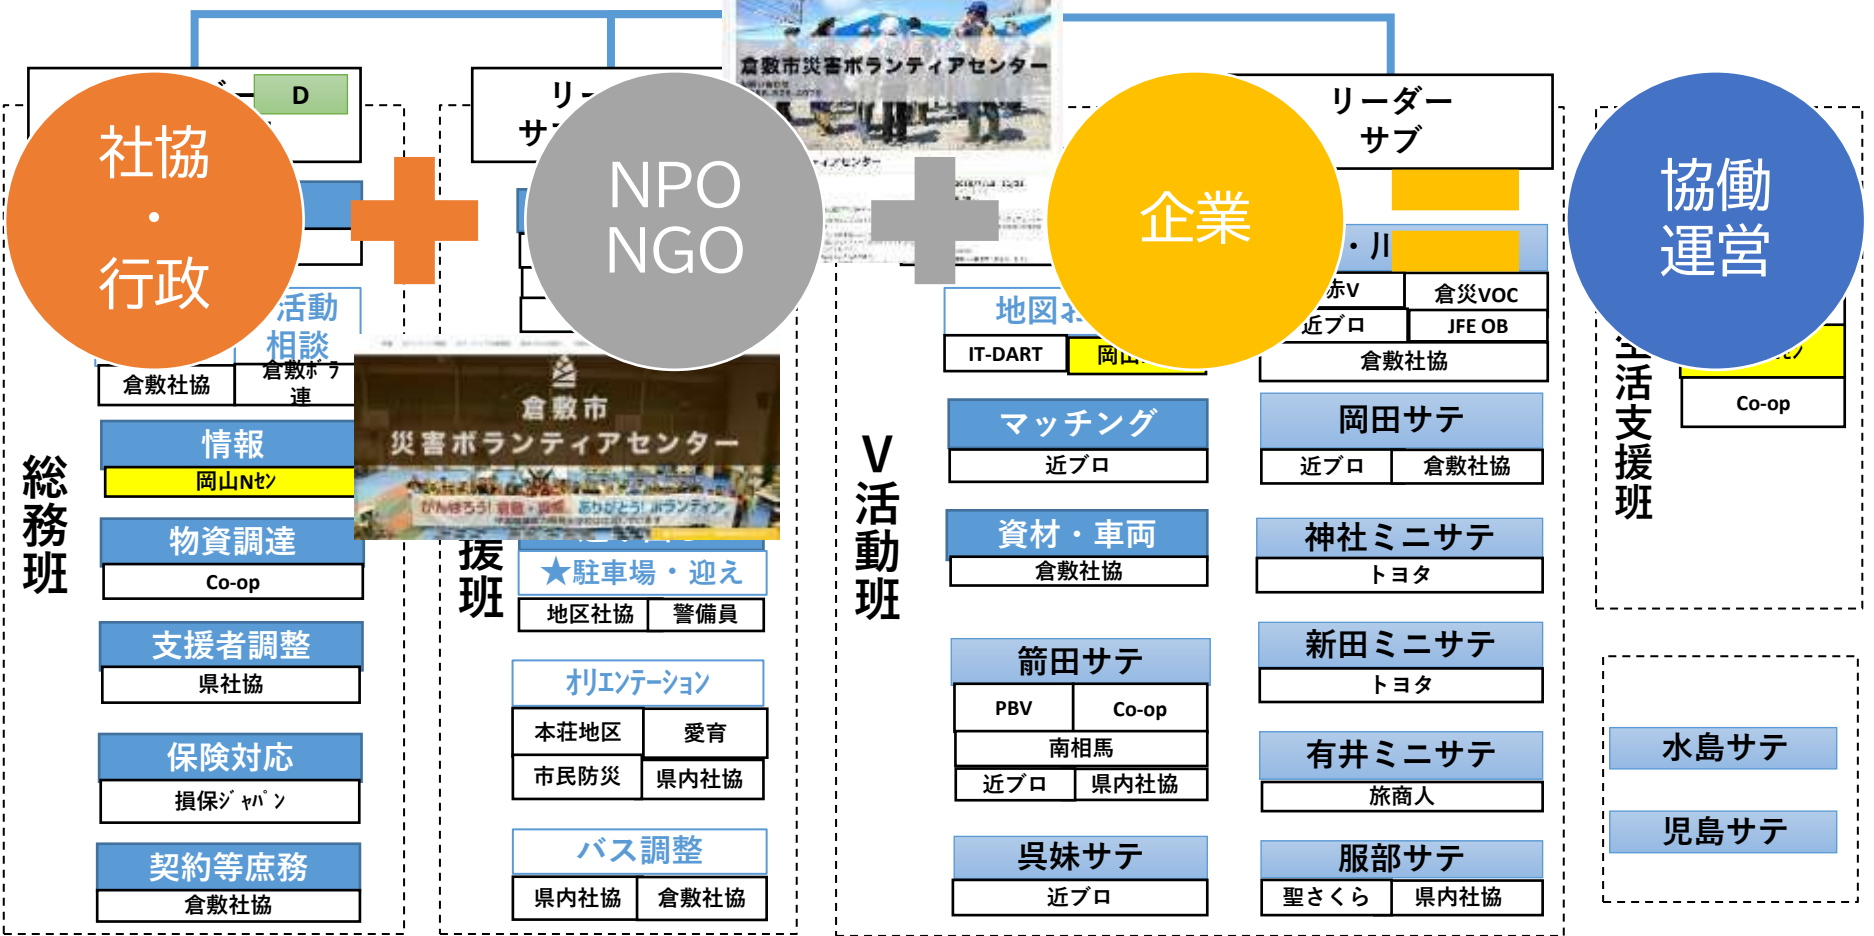 倉敷市災害ボランティアセンター
D
リーダー
サブ
社協
・
行政
NPO
NGO
企業
協働
運営
総務班
活動
相談
倉敷社協
倉敷ボラ
連
情報
岡山Nセン
物資調達
Co-op
支援者調整
県社協
保険対応
損保ジャパン
契約等庶務
倉敷社協
倉敷市
災害ボランティアセンター
がんばろう!倉敷・真備 ありがとう!ボランティア
援班
★駐車場・迎え
地区社協
警備員
オリエンテーション
本荘地区
愛育
市民防災
県内社協
バス調整
県内社協
倉敷社協
V活動班
地図
IT-DART
岡山
マッチング
近ブロ
資材・車両
倉敷社協
箭田サテ
PBV
Co-op
南相馬
近ブロ
県内社協
呉妹サテ
近ブロ
・川
赤V
倉災VOC
近ブロ
JFE OB
倉敷社協
岡田サテ
近ブロ
倉敷社協
神社ミニサテ
トヨタ
新田ミニサテ
トヨタ
有井ミニサテ
旅商人
服部サテ
聖さくら
県内社協
生活支援班
Co-op
水島サテ
児島サテ